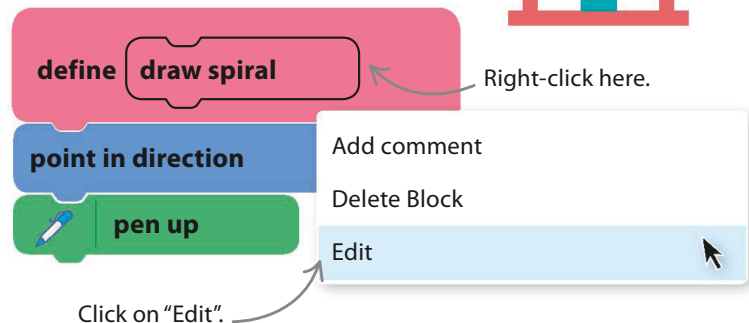 define draw spiral
Right-click here.
point in direction
Add comment
Delete Block
pen up
Edit
Click on “Edit”.